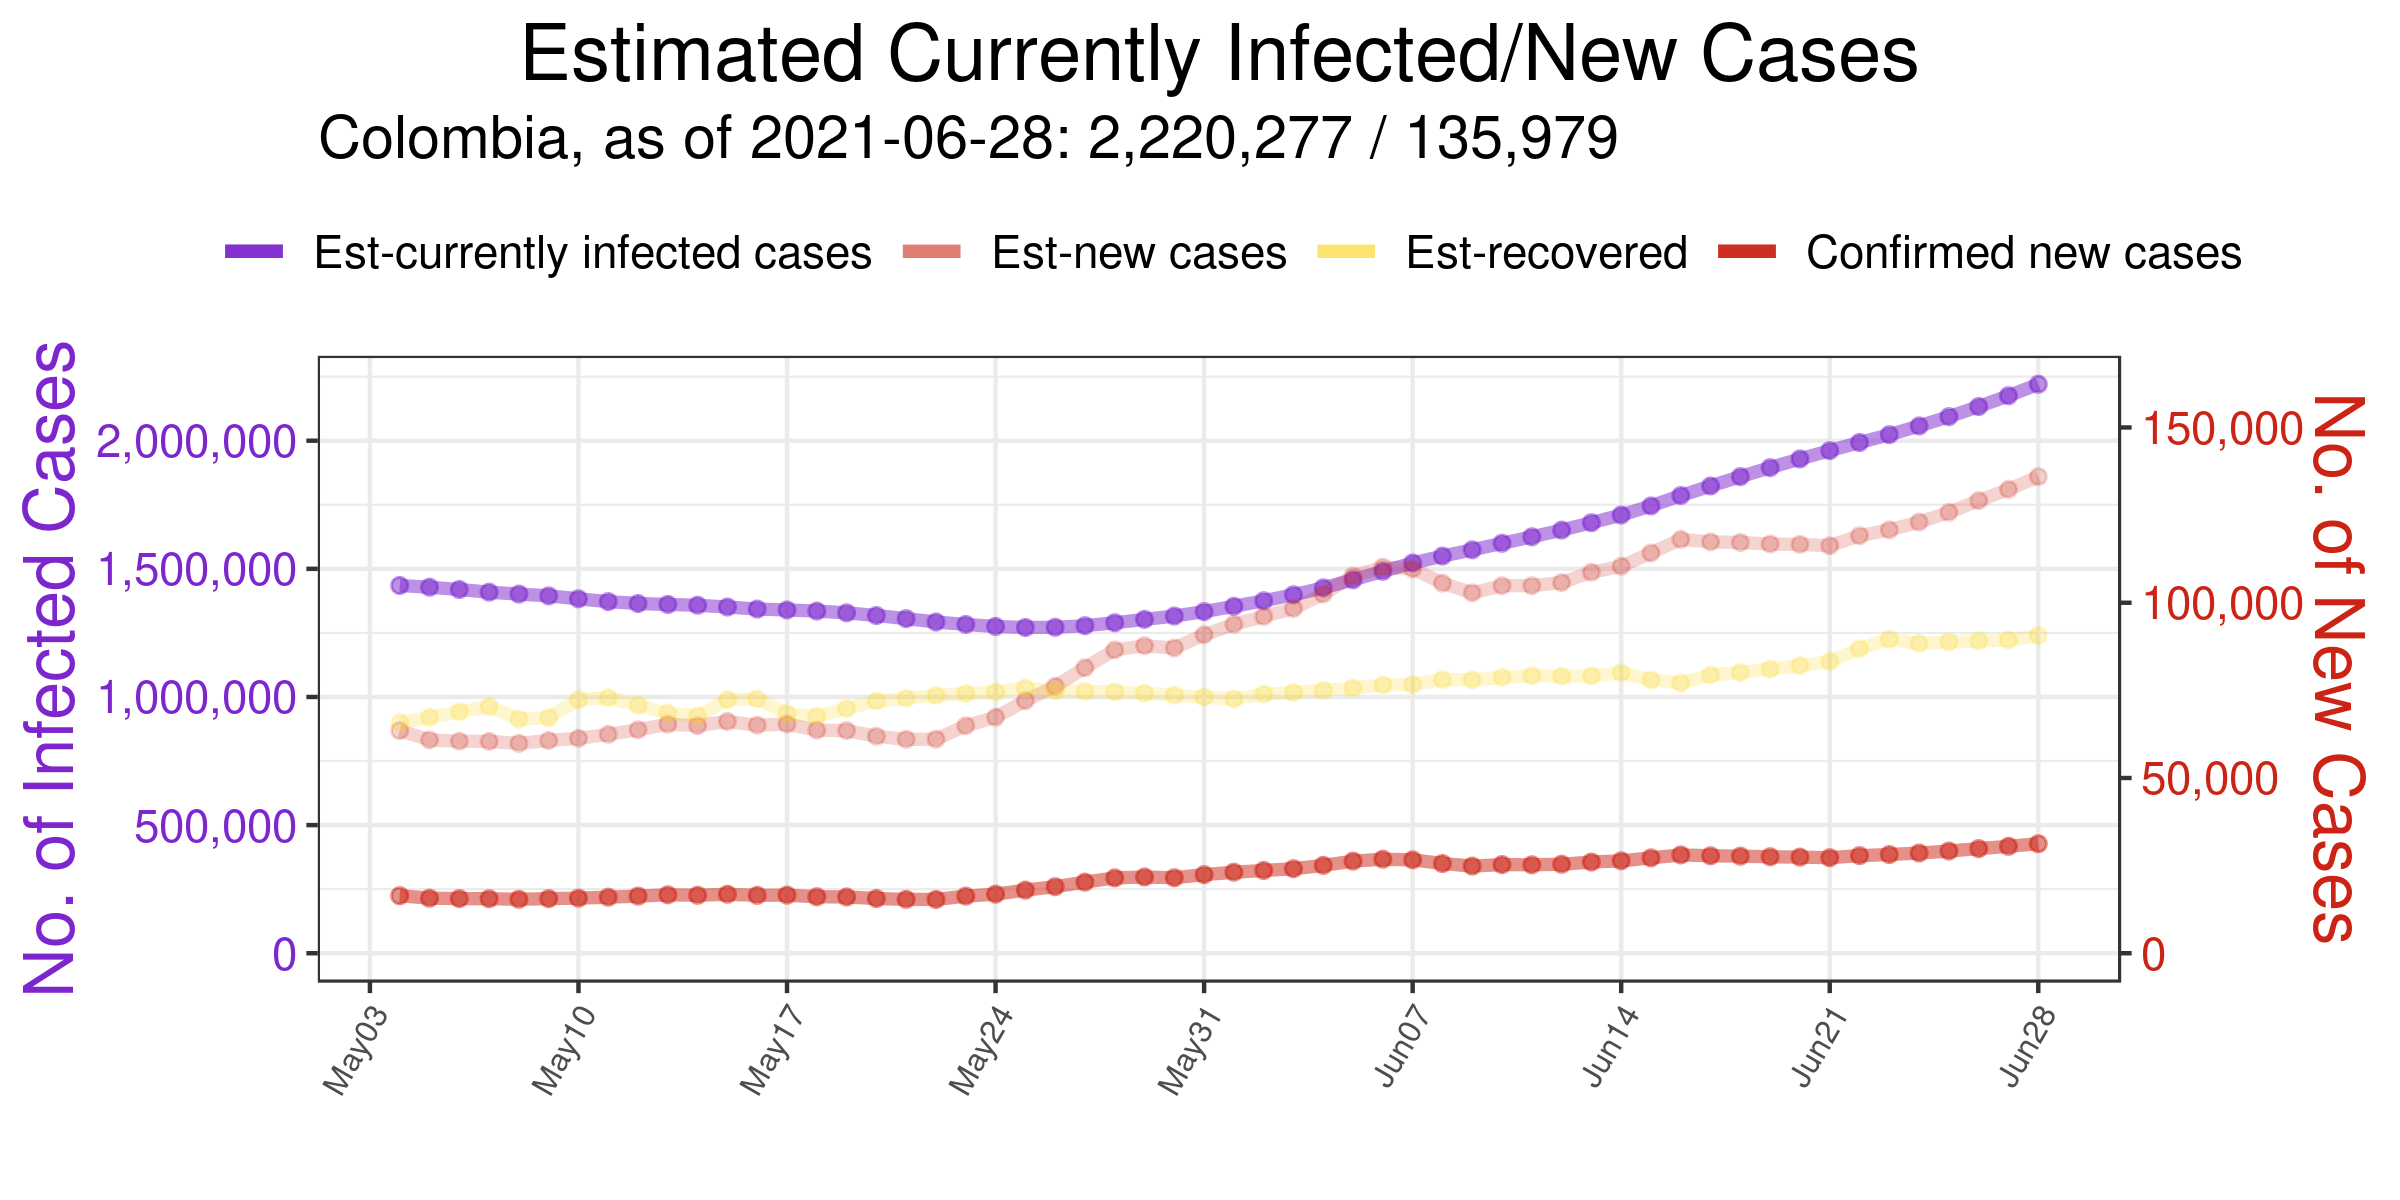 Estimated Currently Infected/New Cases
Colombia, as of 2021-06-28: 2,220,277 / 135,979
Est-currently infected cases Est-new cases Est-recovered Confirmed new cases
No. of Infected Cases
2,000,000
1,500,000
1,000,000
500,000
0
150,000
100,000
50,000
0
No. of New Cases
May03 May10 May17 May24 May31 Jun07 Jun14 Jun21 Jun28